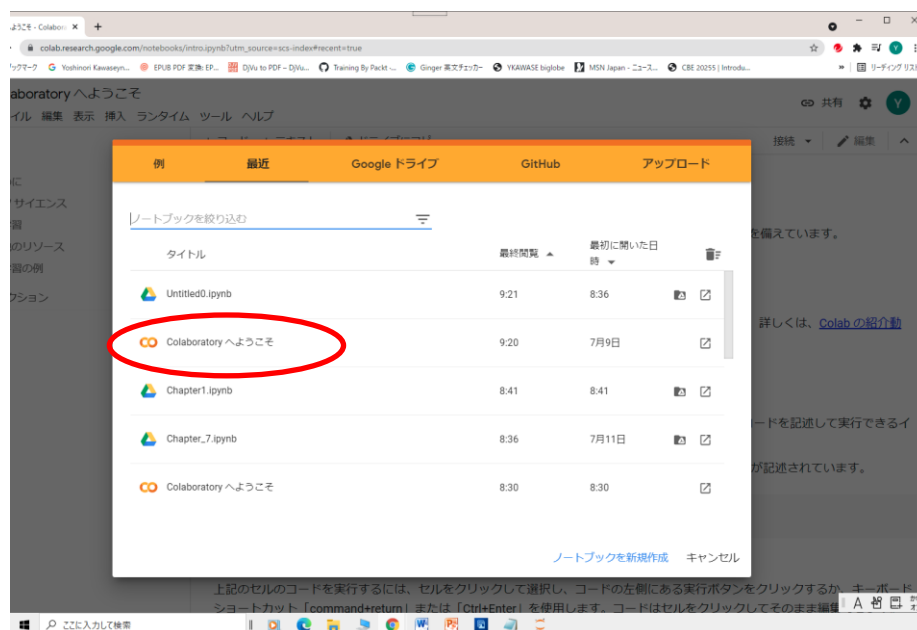 ようこそ - Colabor
colab.research.google.com/notebooks/intro.ipynb?utm_source=scs-index#recent=true
ブックマーク Yoshinori Kawaseyn... EPUB PDF 変換: EP... DjVu to PDF – DjVu... Training By Packt -... Ginger 英文チェッカー YKAWASE biglobe MSN Japan - ニュース... CBE 20255 | Introdu... » リーディング リスト
aboratory へようこそ
共有 Y
イル 編集 表示 挿入 ランタイム ツール ヘルプ
接続 編集
例 最近 Google ドライブ GitHub アップロード
に
サイエンス
習
のリソース
習の例
クション
ノートブックを絞り込む
を備えています。
タイトル 最終閲覧 最初に開いた日時
Untitled0.ipynb 9:21 8:36
詳しくは、Colab の紹介動
Colaboratory へようこそ 9:20 7月9日
Chapter1.ipynb 8:41 8:41
ードを記述して実行できるイ
Chapter_7.ipynb 8:36 7月11日
が記述されています。
Colaboratory へようこそ 8:30 8:30
ノートブックを新規作成 キャンセル
上記のセルのコードを実行するには、セルをクリックして選択し、コードの左側にある実行ボタンをクリックするか、キーボード
ショートカット「command+return」または「Ctrl+Enter」を使用します。コードはセルをクリックしてそのまま編集
ここに入力して検索
A